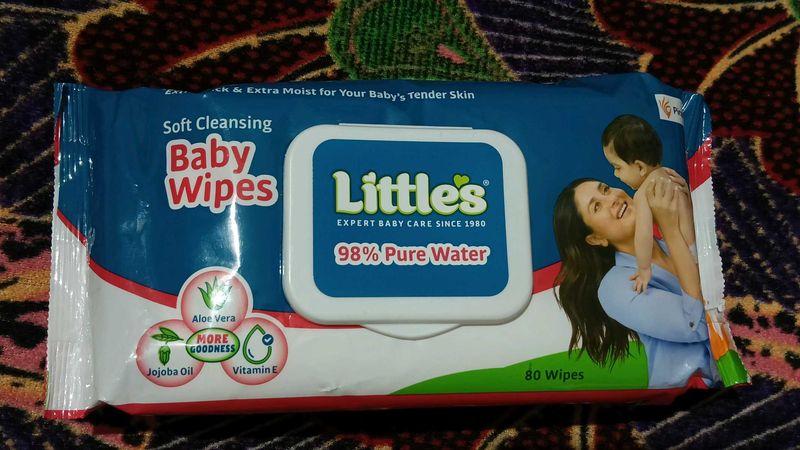 & Extra Moist for Your Baby's Tender Skin
Soft Cleansing
Baby
Wipes
Little's®
EXPERT BABY CARE SINCE 1980
98% Pure Water
Aloe Vera
MORE
GOODNESS
Jojoba Oil
Vitamin E
80 Wipes